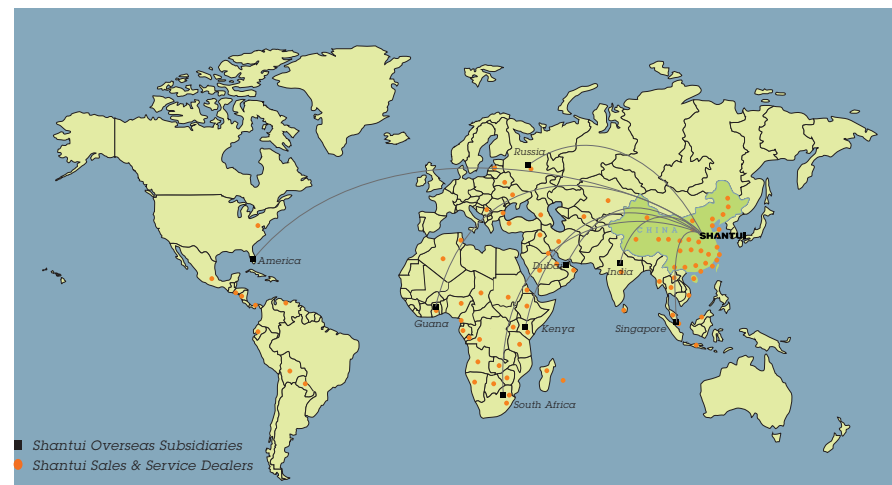 Russia
CHINA
SHANTUI
America
Dubai
India
Guana
Kenya
Singapore
South Africa
Shantui Overseas Subsidiaries
Shantui Sales & Service Dealers